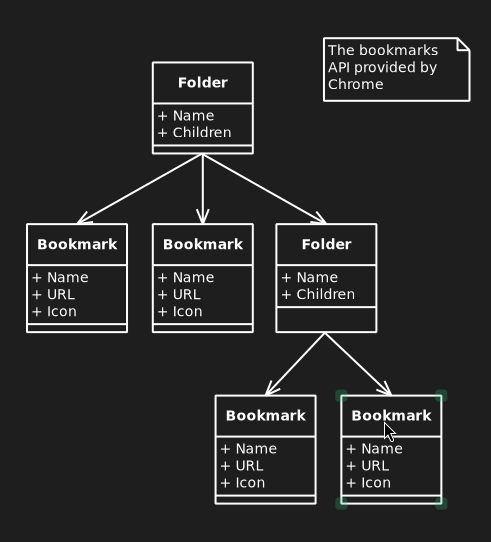 The bookmarks
API provided by
Chrome
Folder
+ Name
+ Children
Bookmark
+ Name
+ URL
+ Icon
Bookmark
+ Name
+ URL
+ Icon
Folder
+ Name
+ Children
Bookmark
+ Name
+ URL
+ Icon
Bookmark
+ Name
+ URL
+ Icon